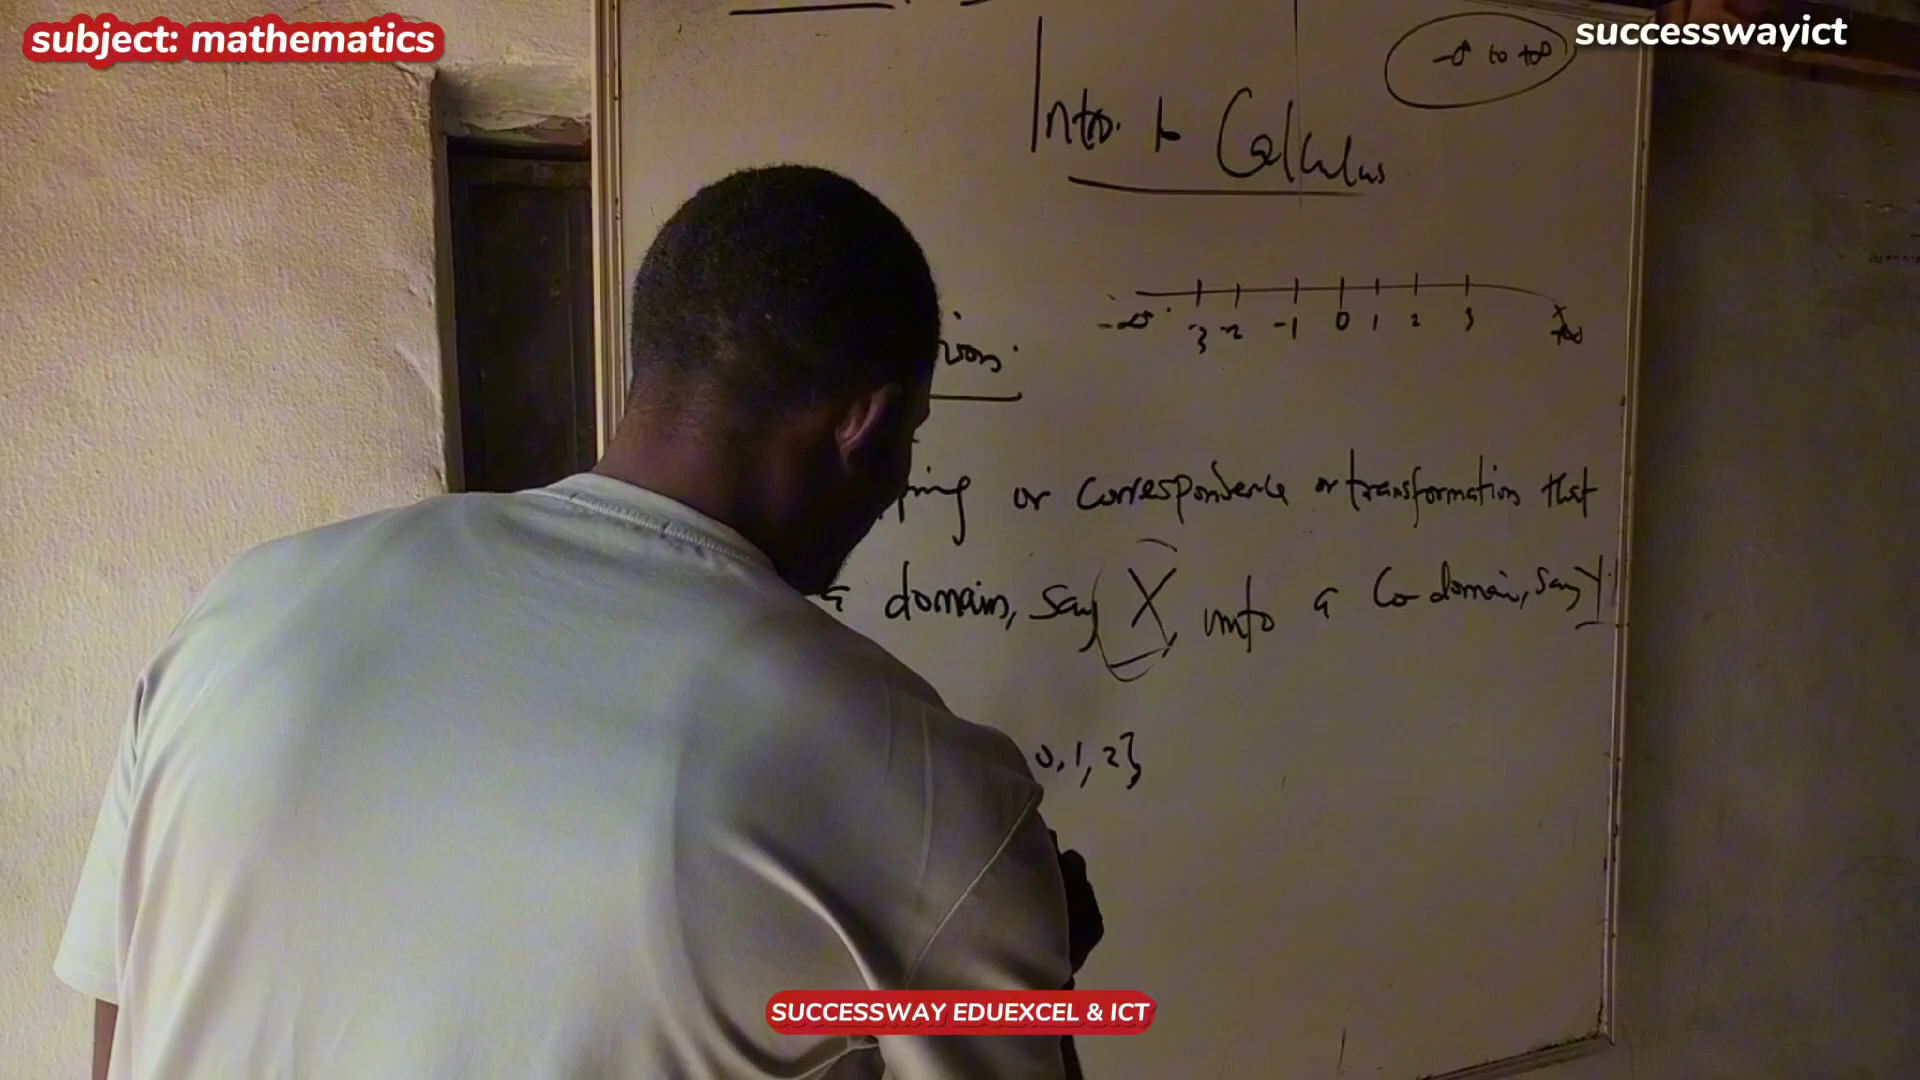 subject: mathematics
successwayict
-∞ to +∞
Intro. to Calculus
-∞ -3 -2 -1 0 1 2 3 +∞
or correspondence or transformation that
a domain, say X into a Co-domain, say Y
0, 1, 2}
SUCCESSWAY EDUEXCEL & ICT